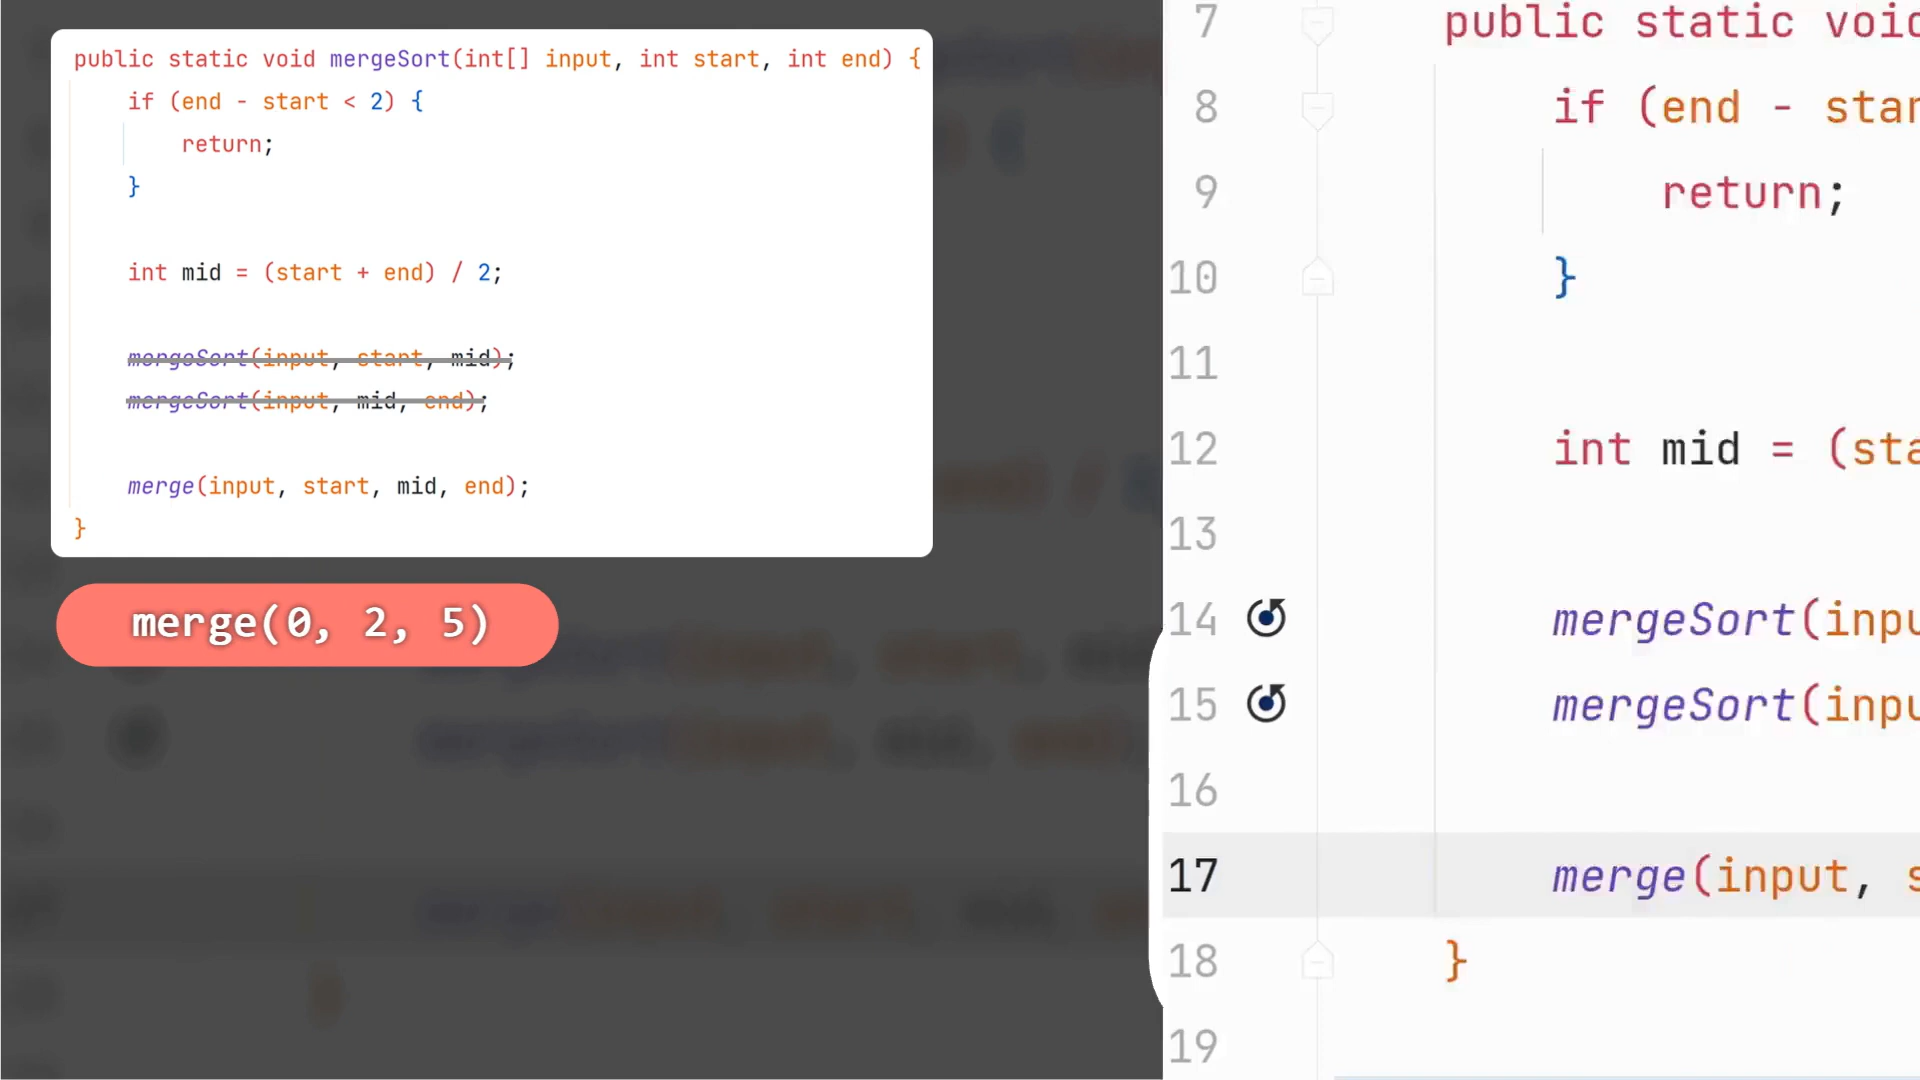 public static void mergeSort(int[] input, int start, int end) {
if (end - start < 2) {
return;
}
int mid = (start + end) / 2;
mergeSort(input, start, mid);
mergeSort(input, mid, end);
merge(input, start, mid, end);
}
merge(0, 2, 5)
7 public static void
8 if (end - star
9 return;
10 }
11
12 int mid = (sta
13
14 mergeSort(inpu
15 mergeSort(inpu
16
17 merge(input, s
18 }
19